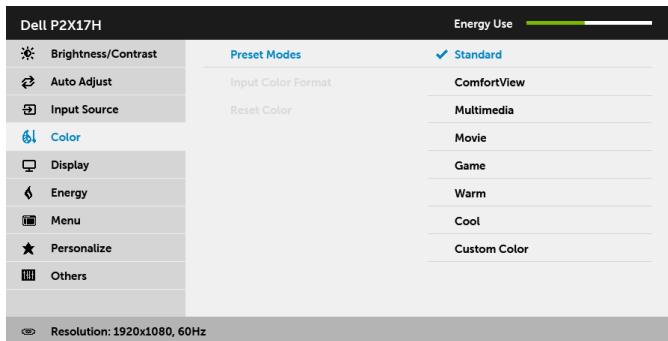 Dell P2X17H Energy Use
Brightness/Contrast Preset Modes Standard
Auto Adjust Input Color Format ComfortView
Input Source Reset Color Multimedia
Color Movie
Display Game
Energy Warm
Menu Cool
Personalize Custom Color
Others
Resolution: 1920x1080, 60Hz